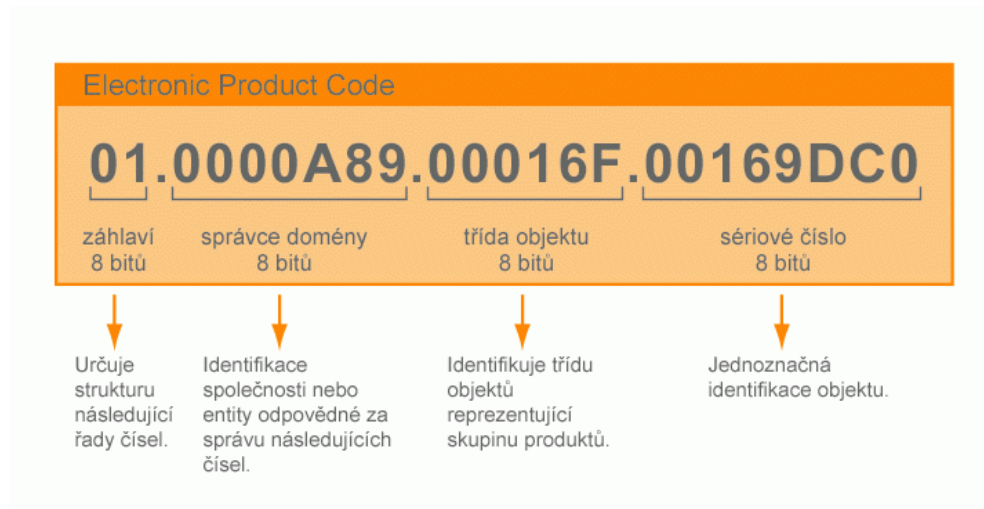 Electronic Product Code
01.0000A89.00016F.00169DC0
záhlaví
8 bitů
správce domény
8 bitů
třída objektu
8 bitů
sériové číslo
8 bitů
Určuje
strukturu
následující
řady čísel.
Identifikace
společnosti nebo
entity odpovědné za
správu následujících
čísel.
Identifikuje třídu
objektů
reprezentující
skupinu produktů.
Jednoznačná
identifikace objektu.